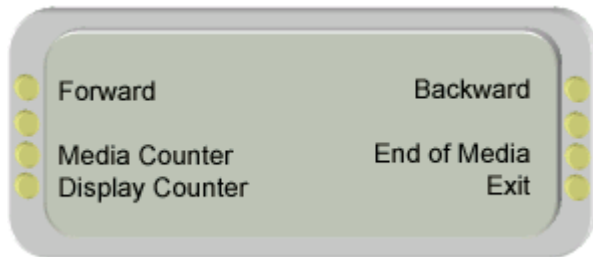 Forward Backward
Media Counter End of Media
Display Counter Exit